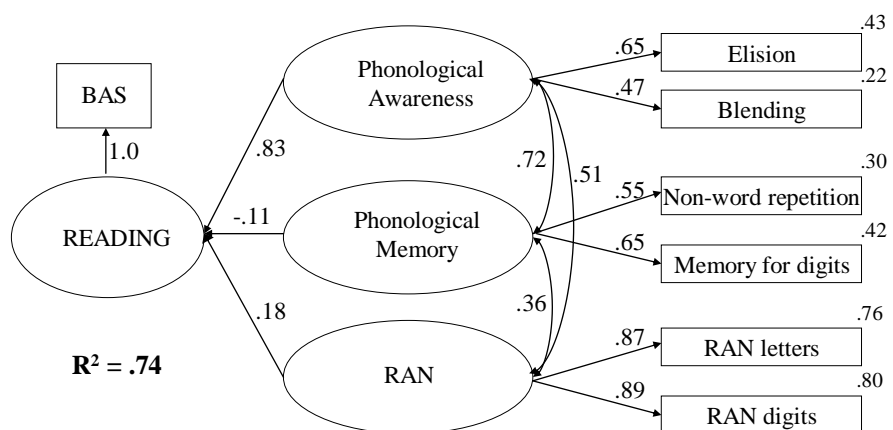 .43
.65
Elision
.22
.47
Blending
Phonological
Awareness
BAS
1.0
.83
.72
.51
.30
.55
Non-word repetition
-.11
Phonological
Memory
READING
.42
.65
Memory for digits
.18
.36
.76
.87
RAN letters
R² = .74
RAN
.80
.89
RAN digits